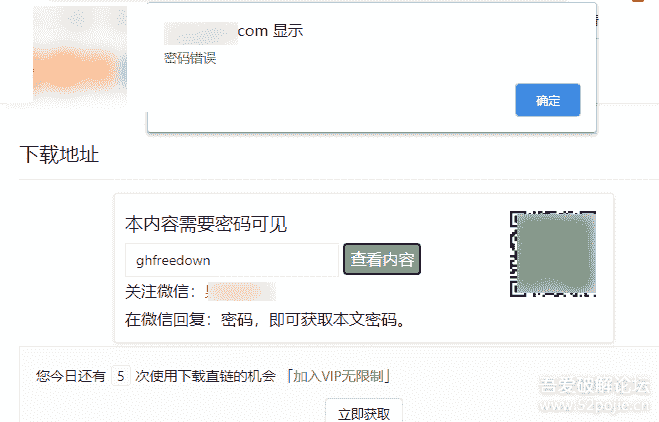 com 显示
密码错误
确定
下载地址
本内容需要密码可见
ghfreedown
查看内容
关注微信：
在微信回复：密码，即可获取本文密码。
您今日还有 5 次使用下载直链的机会「加入VIP无限制」
立即获取
吾爱破解论坛
www.52pojie.cn